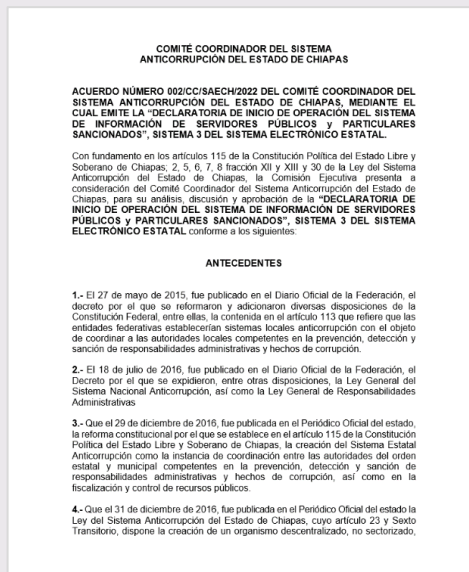 COMITÉ COORDINADOR DEL SISTEMA
ANTICORRUPCIÓN DEL ESTADO DE CHIAPAS
ACUERDO NÚMERO 002/CC/SAECH/2022 DEL COMITÉ COORDINADOR DEL
SISTEMA ANTICORRUPCIÓN DEL ESTADO DE CHIAPAS, MEDIANTE EL
CUAL EMITE LA “DECLARATORIA DE INICIO DE OPERACIÓN DEL SISTEMA
DE INFORMACIÓN DE SERVIDORES PÚBLICOS y PARTICULARES
SANCIONADOS”, SISTEMA 3 DEL SISTEMA ELECTRÓNICO ESTATAL.
Con fundamento en los artículos 115 de la Constitución Política del Estado Libre y
Soberano de Chiapas; 2, 5, 6, 7, 8 fracción XII y XIII y 30 de la Ley del Sistema
Anticorrupción del Estado de Chiapas, la Comisión Ejecutiva presenta a
consideración del Comité Coordinador del Sistema Anticorrupción del Estado de
Chiapas, para su análisis, discusión y aprobación de la “DECLARATORIA DE
INICIO DE OPERACIÓN DEL SISTEMA DE INFORMACIÓN DE SERVIDORES
PÚBLICOS y PARTICULARES SANCIONADOS”, SISTEMA 3 DEL SISTEMA
ELECTRÓNICO ESTATAL conforme a los siguientes:
ANTECEDENTES
1.- El 27 de mayo de 2015, fue publicado en el Diario Oficial de la Federación, el
decreto por el que se reformaron y adicionaron diversas disposiciones de la
Constitución Federal, entre ellas, la contenida en el artículo 113 que refiere que las
entidades federativas establecerían sistemas locales anticorrupción con el objeto
de coordinar a las autoridades locales competentes en la prevención, detección y
sanción de responsabilidades administrativas y hechos de corrupción.
2.- El 18 de julio de 2016, fue publicado en el Diario Oficial de la Federación, el
Decreto por el que se expidieron, entre otras disposiciones, la Ley General del
Sistema Nacional Anticorrupción, así como la Ley General de Responsabilidades
Administrativas
3.- Que el 29 de diciembre de 2016, fue publicada en el Periódico Oficial del estado,
la reforma constitucional por el que se establece en el artículo 115 de la Constitución
Política del Estado Libre y Soberano de Chiapas, la creación del Sistema Estatal
Anticorrupción como la instancia de coordinación entre las autoridades del orden
estatal y municipal competentes en la prevención, detección y sanción de
responsabilidades administrativas y hechos de corrupción, así como en la
fiscalización y control de recursos públicos.
4.- Que el 31 de diciembre de 2016, fue publicada en el Periódico Oficial del estado la
Ley del Sistema Anticorrupción del Estado de Chiapas, cuyo artículo 23 y Sexto
Transitorio, dispone la creación de un organismo descentralizado, no sectorizado,